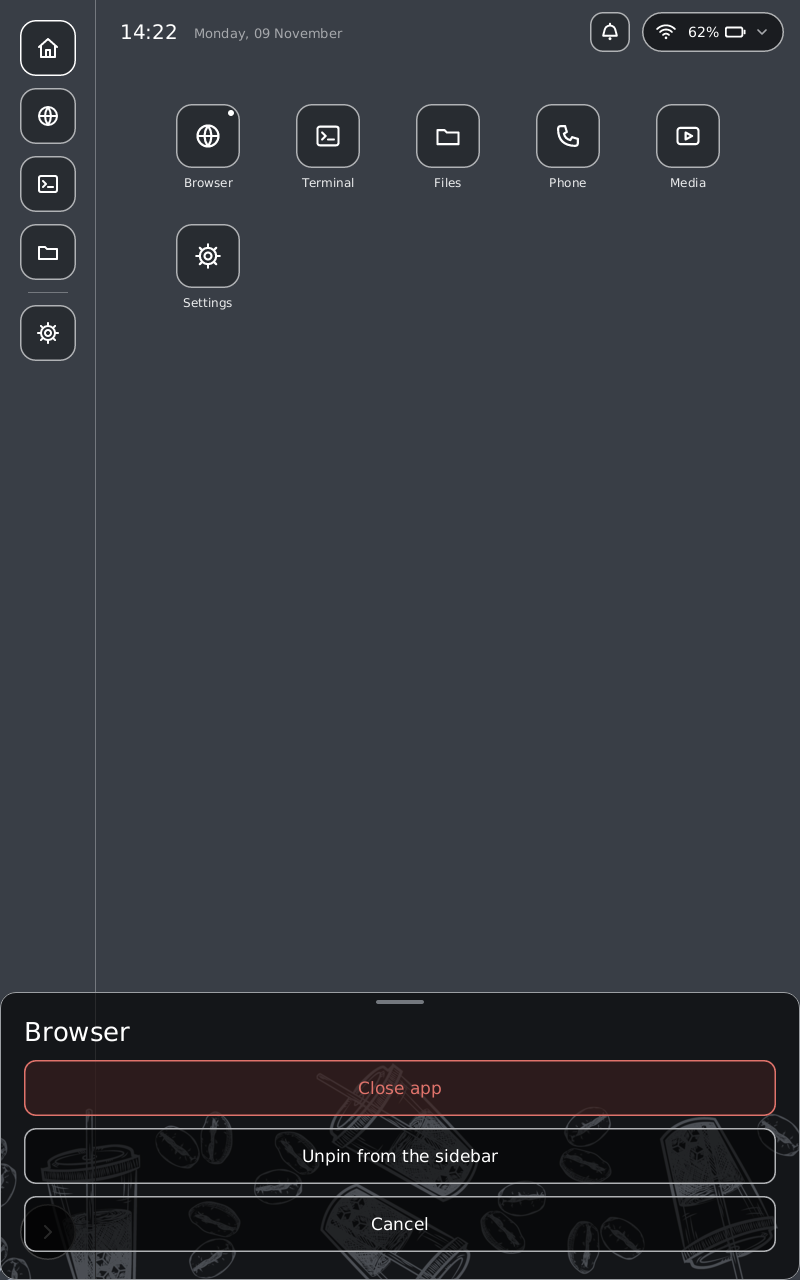 14:22 Monday, 09 November 62%
Browser Terminal Files Phone Media
Settings
Browser
Close app
Unpin from the sidebar
Cancel